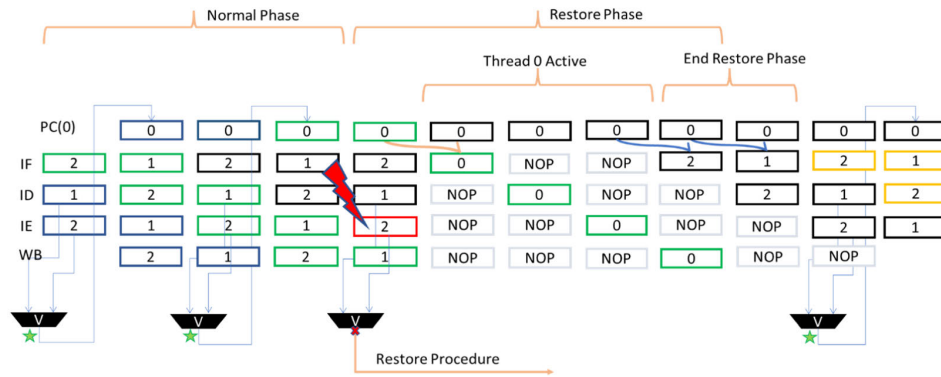 Normal Phase Restore Phase
Thread 0 Active End Restore Phase
PC(0) 0 0 0 0 0 0 0 0 0 0 0
IF 2 1 2 1 2 0 NOP NOP 2 1 2 1
ID 1 2 1 2 1 NOP 0 NOP NOP 2 1 2
IE 2 1 2 1 2 NOP NOP 0 NOP NOP 2 1
WB 2 1 2 1 NOP NOP NOP 0 NOP NOP
V V V V
Restore Procedure